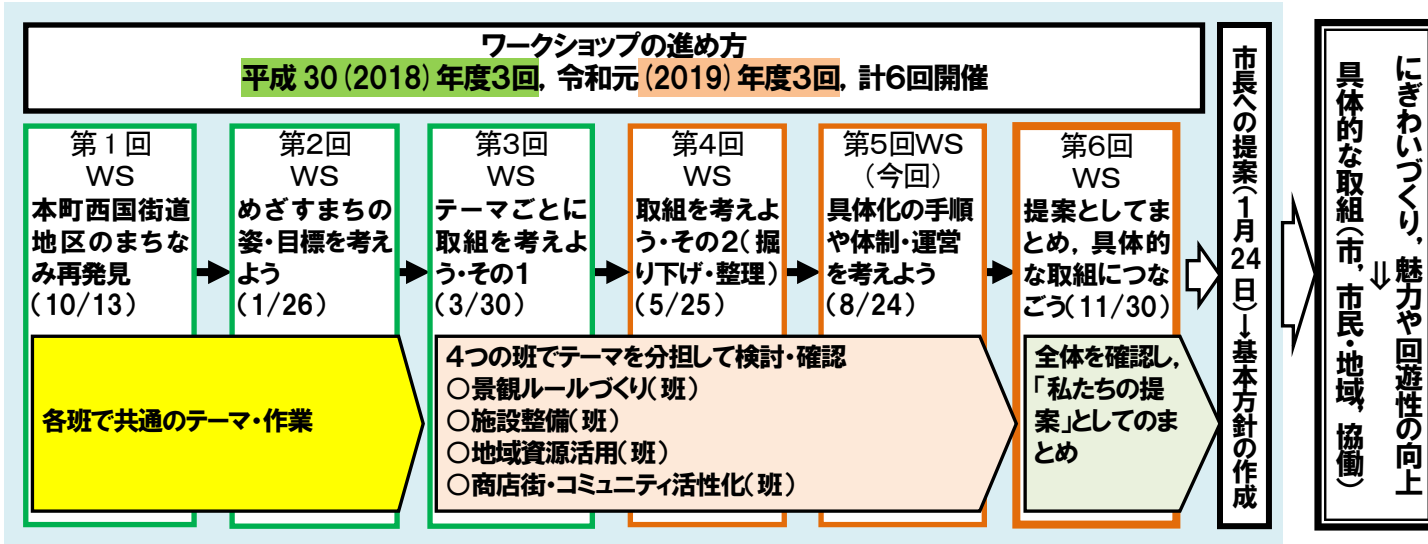 ワークショップの進め方
平成30(2018)年度3回, 令和元(2019)年度3回, 計6回開催
第1回
WS
本町西国街道
地区のまちな
み再発見
(10/13)
第2回
WS
めざすまちの
姿・目標を考え
よう
(1/26)
第3回
WS
テーマごとに
取組を考えよ
う・その1
(3/30)
第4回
WS
取組を考えよ
う・その2(掘
り下げ・整理)
(5/25)
第5回WS
(今回)
具体化の手順
や体制・運営
を考えよう
(8/24)
第6回
WS
提案としてま
とめ, 具体的
な取組につな
ごう(11/30)
各班で共通のテーマ・作業
4つの班でテーマを分担して検討・確認
○景観ルールづくり(班)
○施設整備(班)
○地域資源活用(班)
○商店街・コミュニティ活性化(班)
全体を確認し,
「私たちの提
案」としてのま
とめ
市長への提案(1月24日)→基本方針の作成
具体的な取組(市, 市民・地域, 協働)
⇓
にぎわいづくり, 魅力や回遊性の向上